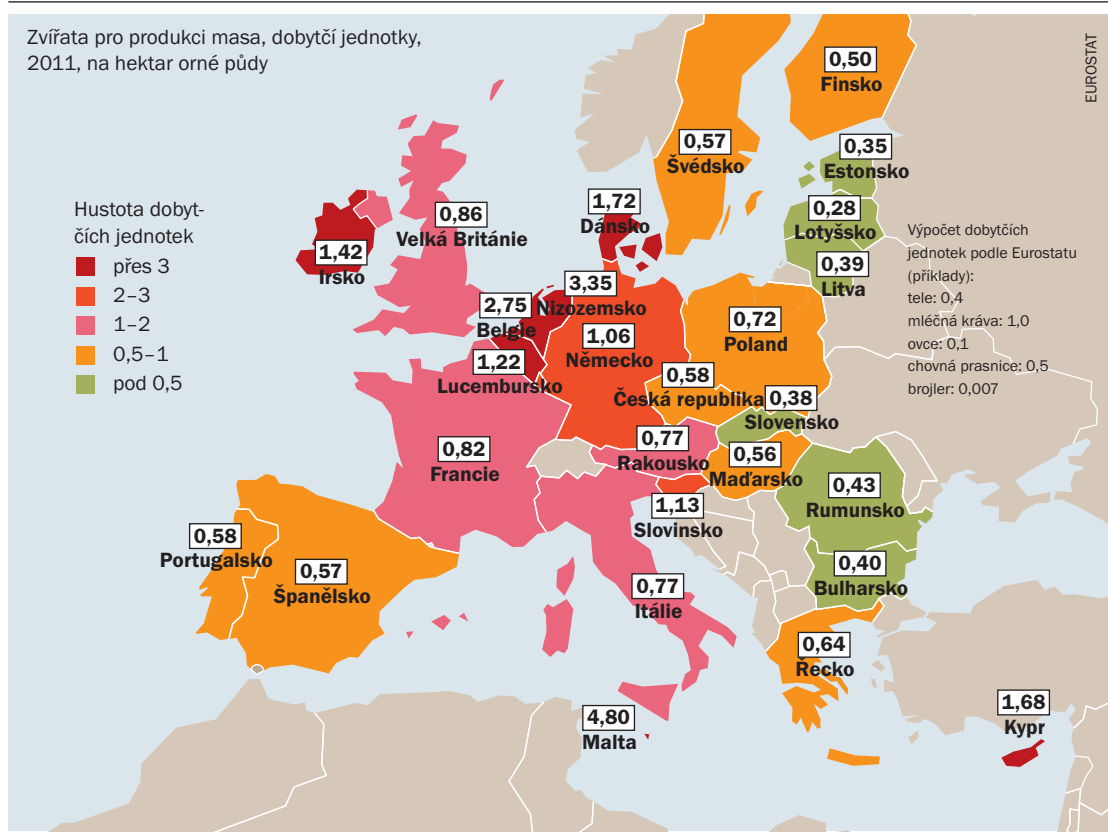 Zvířata pro produkci masa, dobytčí jednotky,
2011, na hektar orné půdy
EUROSTAT
Hustota dobyt-
čích jednotek
přes 3
2–3
1–2
0,5–1
pod 0,5
0,50
Finsko
0,57
Švédsko
0,35
Estonsko
0,28
Lotyšsko
0,39
Litva
1,72
Dánsko
0,86
Velká Británie
1,42
Irsko
3,35
Nizozemsko
2,75
Belgie
1,22
Lucembursko
1,06
Německo
0,72
Poland
0,58
Česká republika
0,38
Slovensko
0,77
Rakousko
0,56
Maďarsko
0,82
Francie
1,13
Slovinsko
0,43
Rumunsko
0,40
Bulharsko
0,58
Portugalsko
0,57
Španělsko
0,77
Itálie
0,64
Řecko
4,80
Malta
1,68
Kypr
Výpočet dobytčích
jednotek podle Eurostatu
(příklady):
tele: 0,4
mléčná kráva: 1,0
ovce: 0,1
chovná prasnice: 0,5
brojler: 0,007